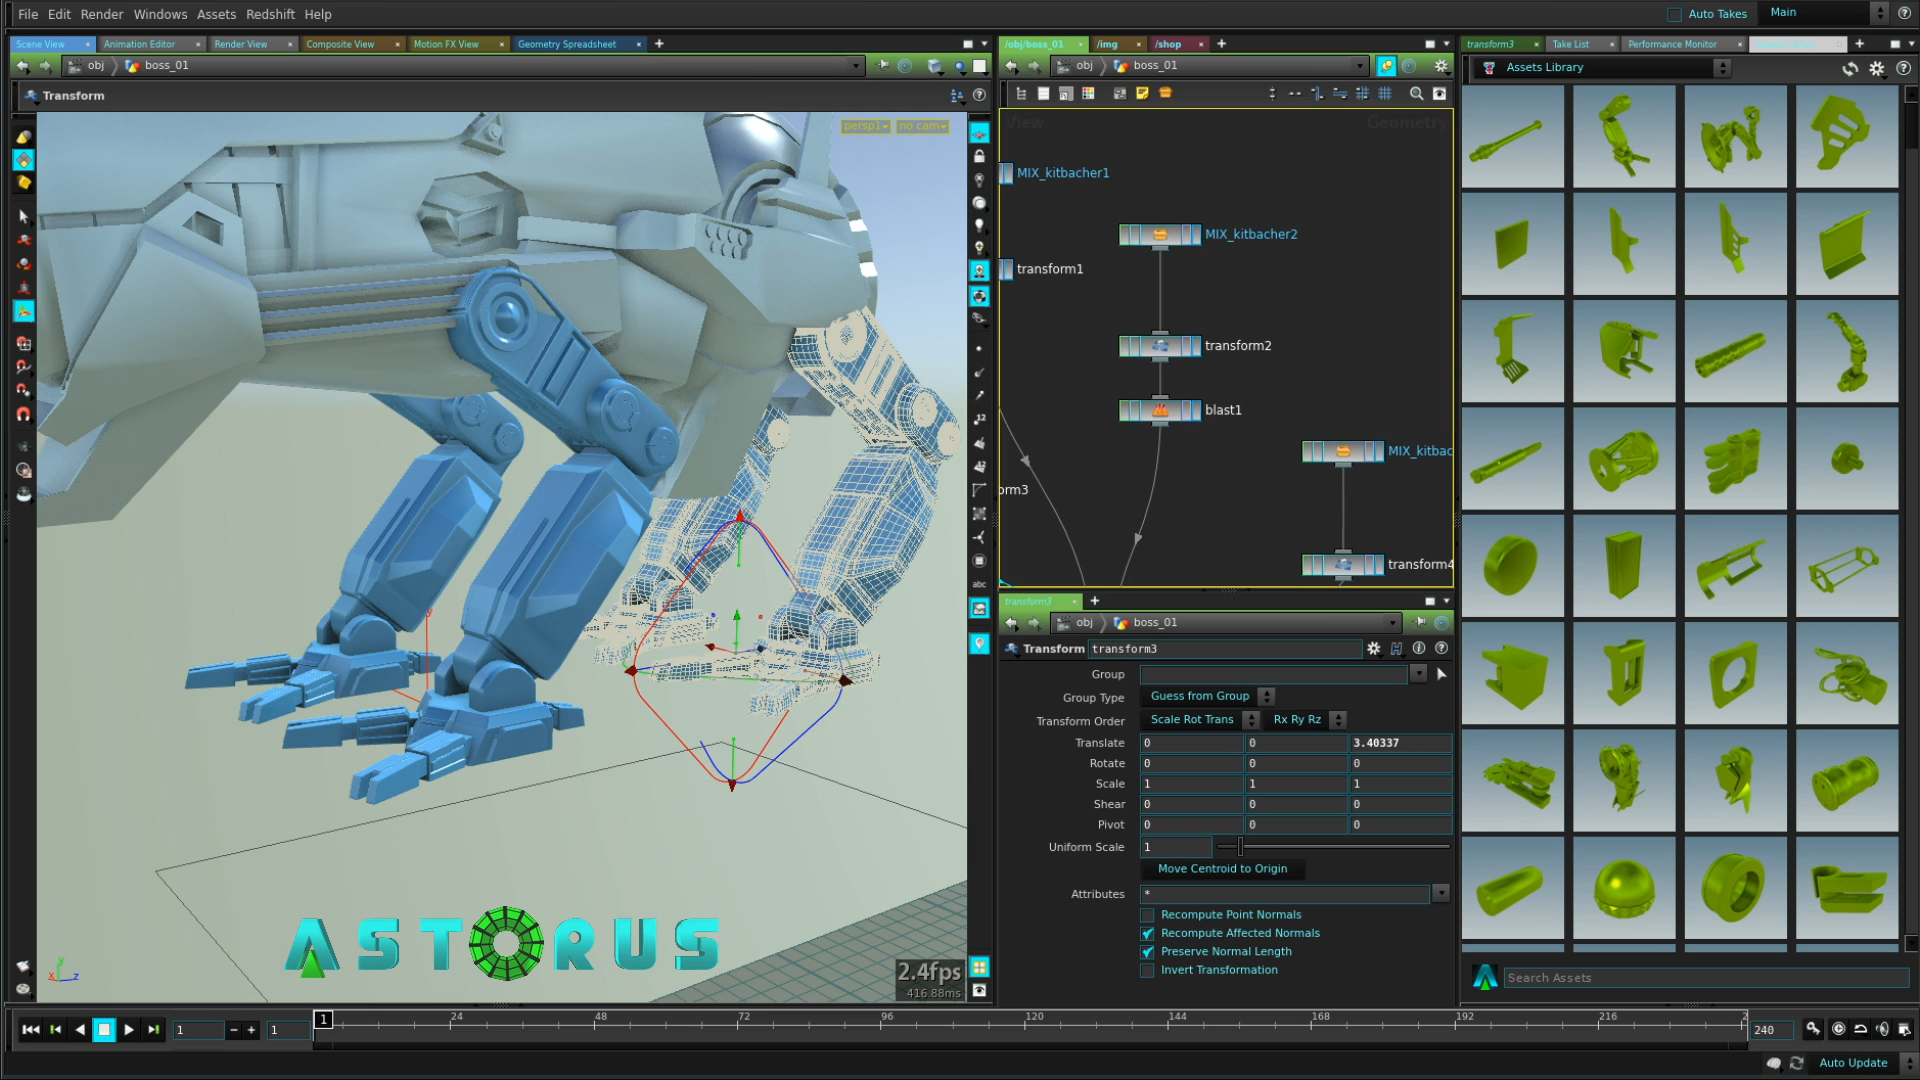 File Edit Render Windows Assets Redshift Help
Auto Takes Main
Scene View Animation Editor Render View Composite View Motion FX View Geometry Spreadsheet
obj boss_01
Transform
persp1 no cam
abc
ASTORUS
2.4fps
416.88ms
y
x z
/obj/boss_01 /img /shop
obj boss_01
View Geometry
MIX_kitbacher1
MIX_kitbacher2
transform1
transform2
blast1
MIX_kitbac
orm3
transform4
transform3
obj boss_01
Transform transform3
Group
Group Type Guess from Group
Transform Order Scale Rot Trans Rx Ry Rz
Translate 0 0 3.40337
Rotate 0 0 0
Scale 1 1 1
Shear 0 0 0
Pivot 0 0 0
Uniform Scale 1
Move Centroid to Origin
Attributes *
Recompute Point Normals
Recompute Affected Normals
Preserve Normal Length
Invert Transformation
transform3 Take List Performance Monitor
Assets Library
Search Assets
1 1 1 24 48 72 96 120 144 168 192 216 2 240
Auto Update